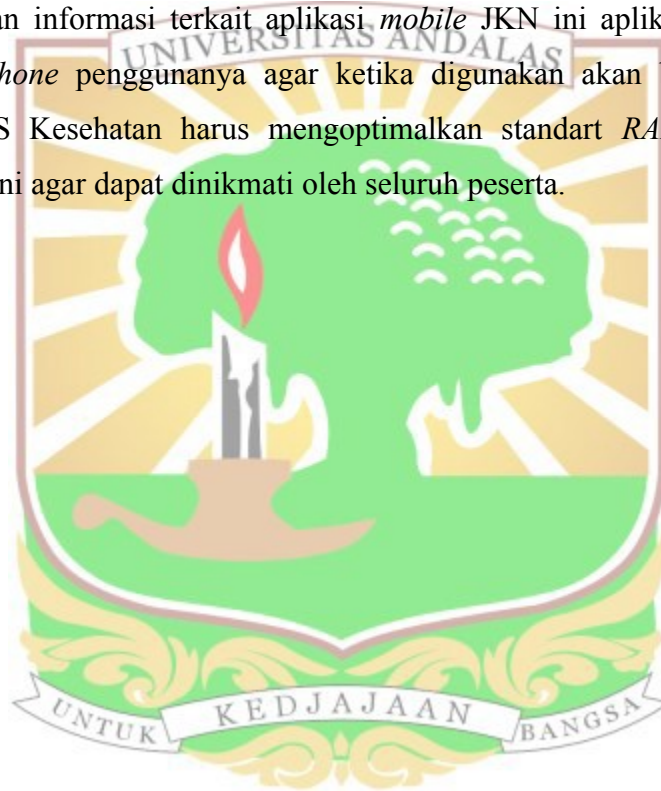 an informasi terkait aplikasi mobile JKN ini aplik
UNIVERSITAS ANDALAS
hone penggunanya agar ketika digunakan akan
S Kesehatan harus mengoptimalkan standart RA
ni agar dapat dinikmati oleh seluruh peserta.
UNTUK KEDJAJAAN BANGSA